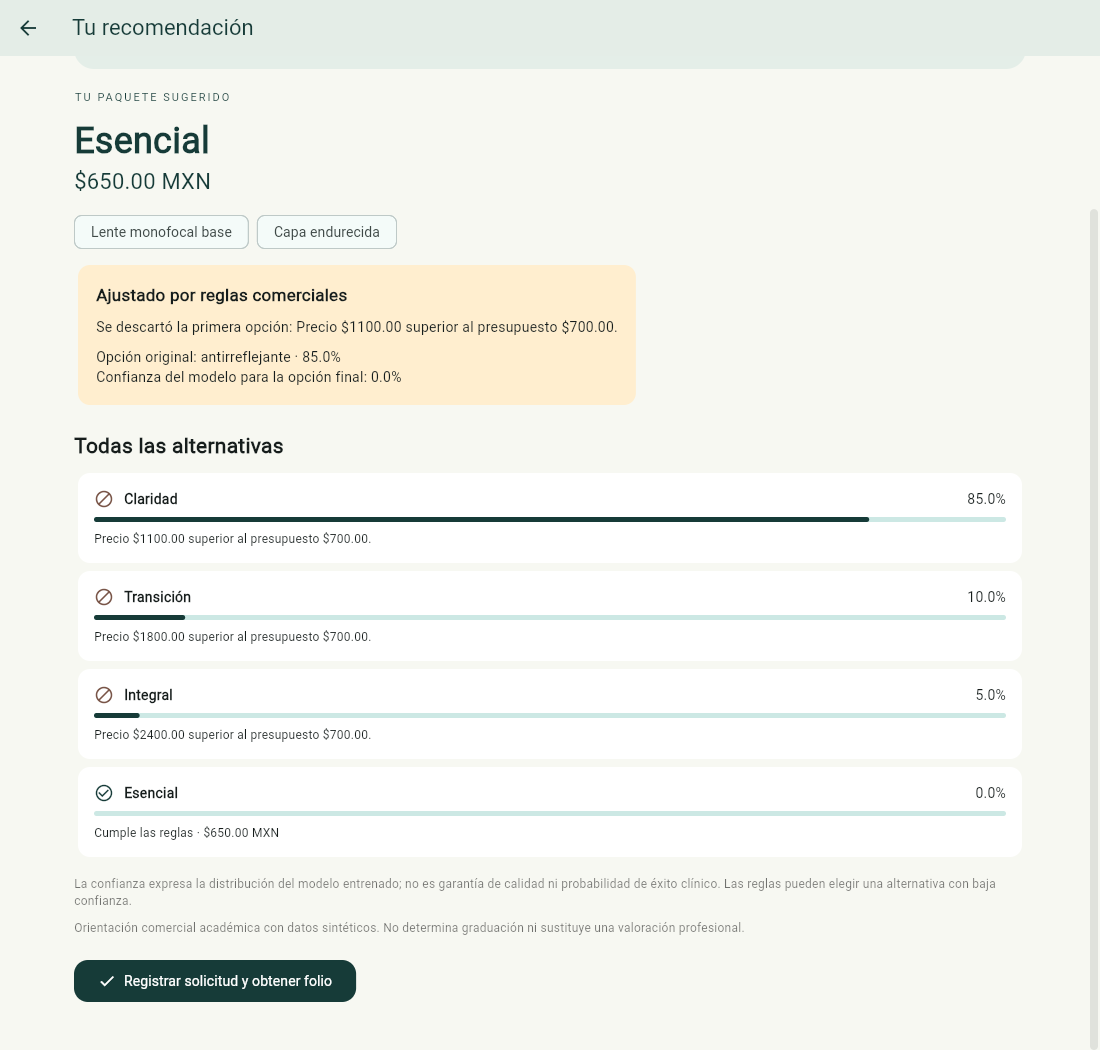 Tu recomendación
TU PAQUETE SUGERIDO
Esencial
$650.00 MXN
Lente monofocal base
Capa endurecida
Ajustado por reglas comerciales
Se descartó la primera opción: Precio $1100.00 superior al presupuesto $700.00.
Opción original: antirreflejante · 85.0%
Confianza del modelo para la opción final: 0.0%
Todas las alternativas
Claridad 85.0%
Precio $1100.00 superior al presupuesto $700.00.
Transición 10.0%
Precio $1800.00 superior al presupuesto $700.00.
Integral 5.0%
Precio $2400.00 superior al presupuesto $700.00.
Esencial 0.0%
Cumple las reglas · $650.00 MXN
La confianza expresa la distribución del modelo entrenado; no es garantía de calidad ni probabilidad de éxito clínico. Las reglas pueden elegir una alternativa con baja
confianza.
Orientación comercial académica con datos sintéticos. No determina graduación ni sustituye una valoración profesional.
Registrar solicitud y obtener folio